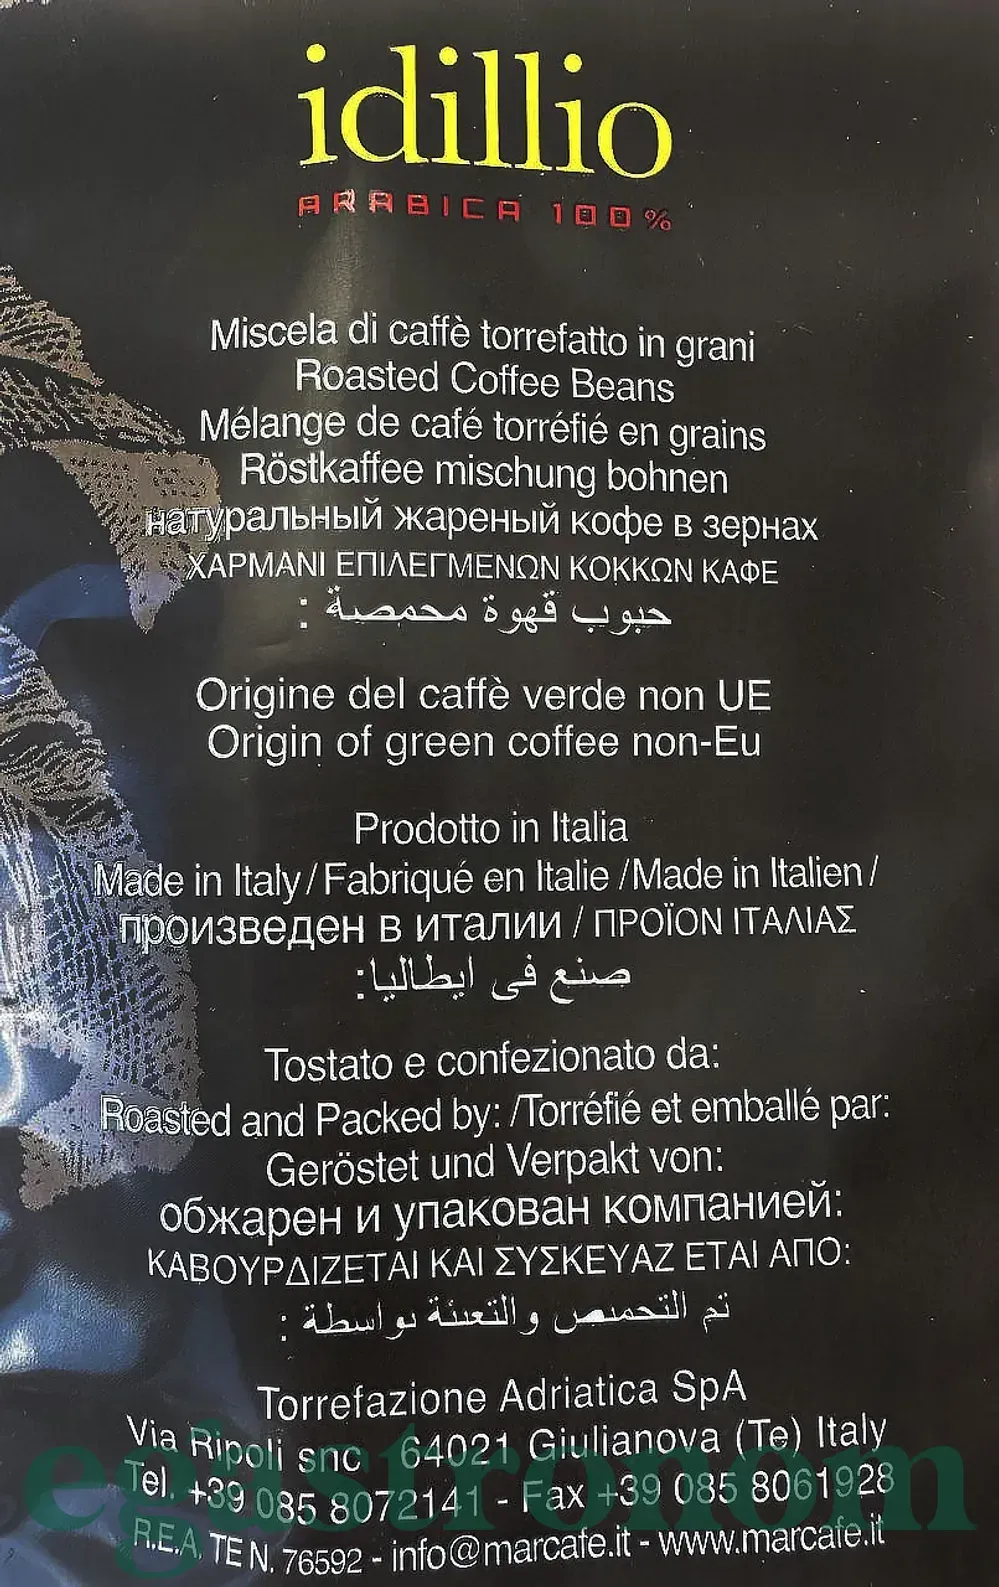 idillio
ARABICA 100%
Miscela di caffè torrefatto in grani
Roasted Coffee Beans
Mélange de café torréfié en grains
Röstkaffee mischung bohnen
натуральный жареный кофе в зернах
ΧΑΡΜΑΝΙ ΕΠΙΛΕΓΜΕΝΩΝ ΚΟΚΚΩΝ ΚΑΦΕ
حبوب قهوة محمصة :
Origine del caffè verde non UE
Origin of green coffee non-Eu
Prodotto in Italia
Made in Italy / Fabriqué en Italie / Made in Italien /
произведен в италии / ΠΡΟΪΟΝ ΙΤΑΛΙΑΣ
صنع فى ايطاليا:
Tostato e confezionato da:
Roasted and Packed by: /Torréfié et emballé par:
Geröstet und Verpakt von:
обжарен и упакован компанией:
ΚΑΒΟΥΡΔΙΖΕΤΑΙ ΚΑΙ ΣΥΣΚΕΥΑΖ ΕΤΑΙ ΑΠΟ:
تم التحميص والتعبئة بواسطة :
Torrefazione Adriatica SpA
Via Ripoli snc 64021 Giulianova (Te) Italy
Tel. +39 085 8072141 - Fax +39 085 8061928
R.E.A. TE N. 76592 - info@marcafe.it - www.marcafe.it
egastronom